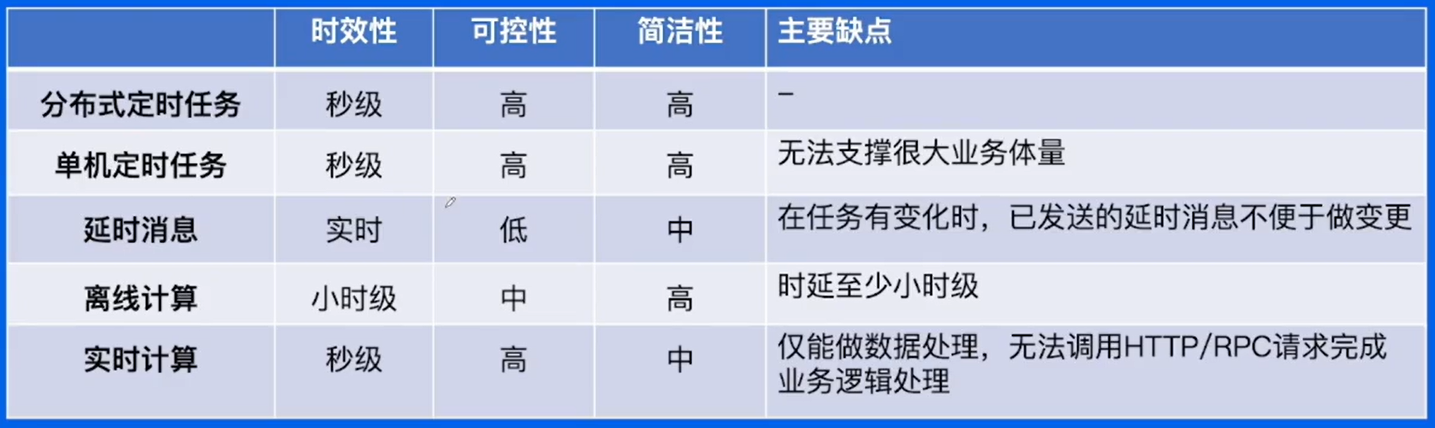 时效性 可控性 简洁性 主要缺点
分布式定时任务 秒级 高 高 –
单机定时任务 秒级 高 高 无法支撑很大业务体量
延时消息 实时 低 中 在任务有变化时，已发送的延时消息不便于做变更
离线计算 小时级 中 高 时延至少小时级
实时计算 秒级 高 中 仅能做数据处理，无法调用HTTP/RPC请求完成
业务逻辑处理